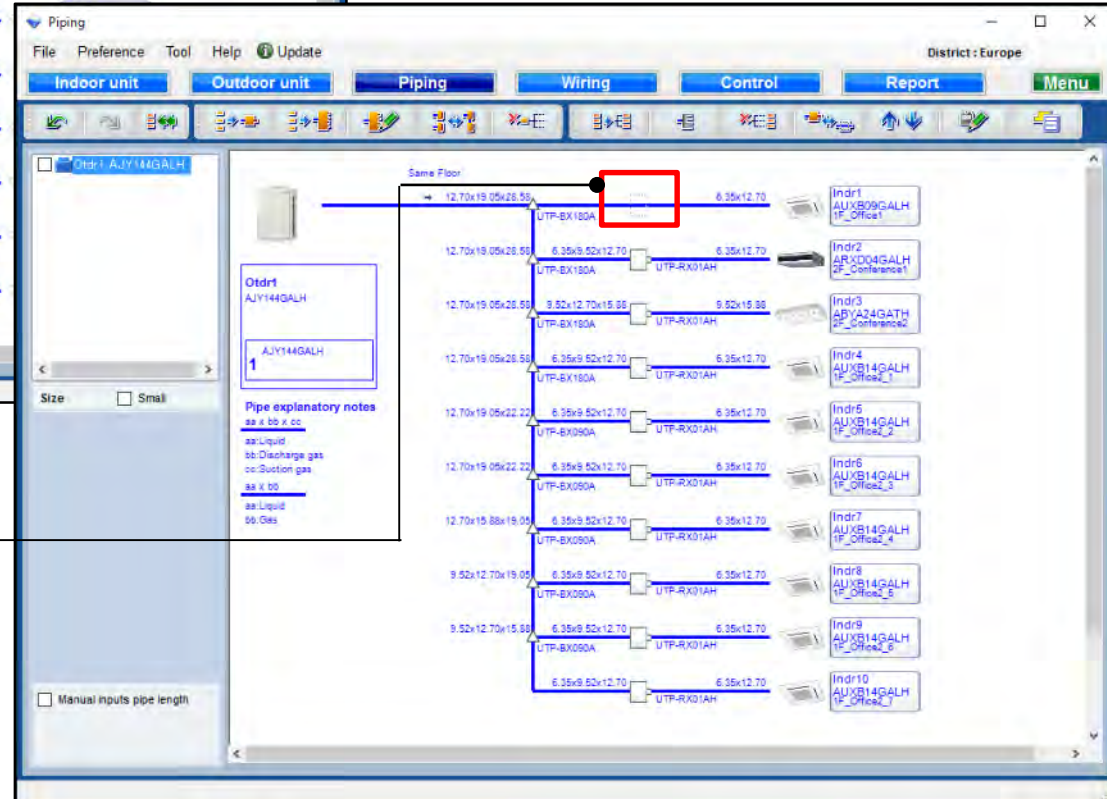 Piping
File Preference Tool Help Update
District : Europe
Indoor unit Outdoor unit Piping Wiring Control Report Menu
Otdr1 AJY144GALH
Size Small
Manual inputs pipe length
Same Floor
Otdr1
AJY144GALH
AJY144GALH
1
Pipe explanatory notes
aa x bb x cc
aa:Liquid
bb:Discharge gas
cc:Suction gas
aa x bb
aa:Liquid
bb:Gas
12.70x19.05x28.58 6.35x12.70
UTP-BX180A
Indr1
AUXB09GALH
1F_Office1
12.70x19.05x28.58 6.35x9.52x12.70 6.35x12.70
UTP-BX180A UTP-RX01AH
Indr2
ARXD04GALH
2F_Conference1
12.70x19.05x28.58 9.52x12.70x15.88 9.52x15.88
UTP-BX180A UTP-RX01AH
Indr3
ABYA24GATH
2F_Conference2
12.70x19.05x28.58 6.35x9.52x12.70 6.35x12.70
UTP-BX180A UTP-RX01AH
Indr4
AUXB14GALH
1F_Office2_1
12.70x19.05x22.22 6.35x9.52x12.70 6.35x12.70
UTP-BX090A UTP-RX01AH
Indr5
AUXB14GALH
1F_Office2_2
12.70x19.05x22.22 6.35x9.52x12.70 6.35x12.70
UTP-BX090A UTP-RX01AH
Indr6
AUXB14GALH
1F_Office2_3
12.70x15.88x19.05 6.35x9.52x12.70 6.35x12.70
UTP-BX090A UTP-RX01AH
Indr7
AUXB14GALH
1F_Office2_4
9.52x12.70x19.05 6.35x9.52x12.70 6.35x12.70
UTP-BX090A UTP-RX01AH
Indr8
AUXB14GALH
1F_Office2_5
9.52x12.70x15.88 6.35x9.52x12.70 6.35x12.70
UTP-BX090A UTP-RX01AH
Indr9
AUXB14GALH
1F_Office2_6
6.35x9.52x12.70 6.35x12.70
UTP-RX01AH
Indr10
AUXB14GALH
1F_Office2_7